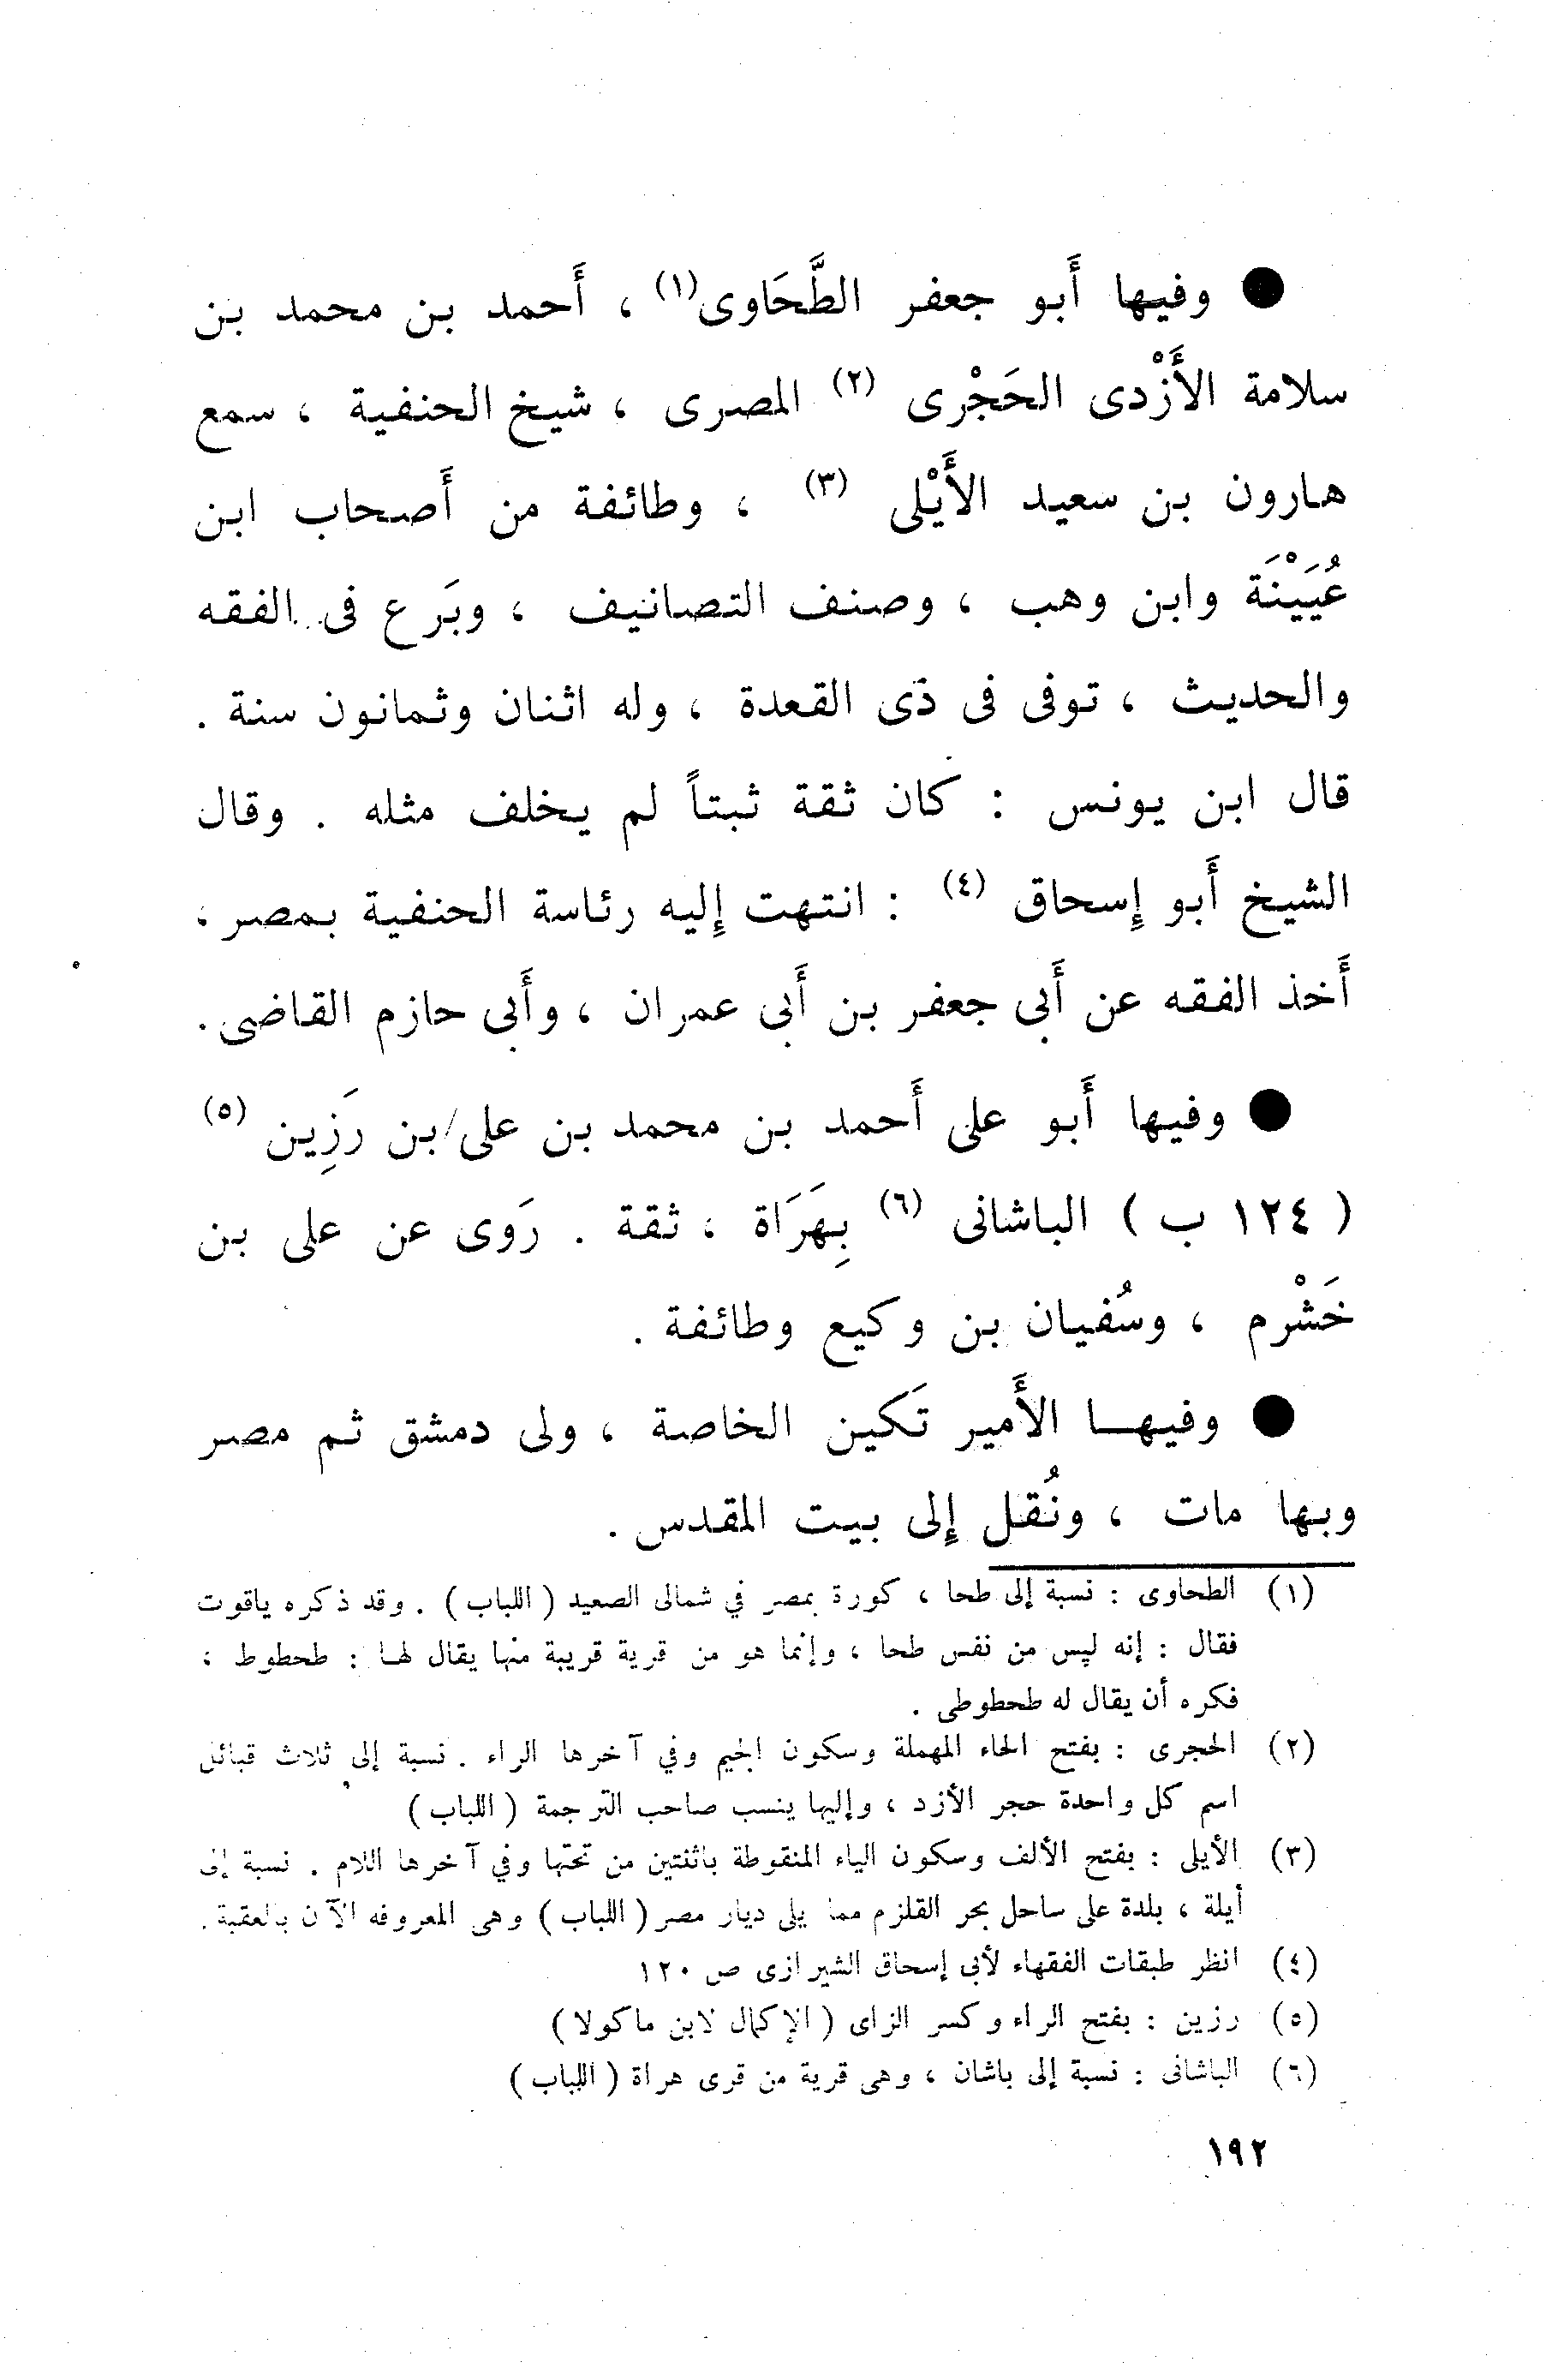 ● وفيها أَبو جعفر الطَّحَاوى(١) ، أَحمد بن محمد بن
سلامة الأَزْدى الحَجْرى (٢) المصرى ، شيخ الحنفية ، سمع
هارون بن سعيد الأَيْلى (٣) ، وطائفة من أَصحاب ابن
عُيَيْنَة وابن وهب ، وصنف التصانيف ، وبَرع فى الفقه
والحديث ، توفى فى ذى القعدة ، وله اثنان وثمانون سنة .
قال ابن يونس : كان ثقة ثبتاً لم يخلف مثله . وقال
الشيخ أَبو إِسحاق (٤) : انتهت إِليه رئاسة الحنفية بمصر ،
أَخذ الفقه عن أَبى جعفر بن أَبى عمران ، وأَبى حازم القاضى .
● وفيها أَبو على أَحمد بن محمد بن على/بن رَزِين (٥)
( ١٢٤ ب ) الباشانى (٦) بِهَرَاة ، ثقة . رَوى عن على بن
خَشْرم ، وسُفيان بن وكيع وطائفة .
● وفيهـا الأَمير تَكين الخاصة ، ولى دمشق ثم مصر
وبها مات ، ونُقل إِلى بيت المقدس .
(١) الطحاوى : نسبة إلى طحا ، كورة بمصر في شمالى الصعيد ( اللباب ) . وقد ذكره ياقوت
فقال : إنه ليس من نفس طحا ، وإنما هو من قرية قريبة منها يقال لها : طحطوط ،
فكره أن يقال له طحطوطى .
(٢) الحجرى : بفتح الحاء المهملة وسكون الجيم وفي آخرها الراء . نسبة إلى ثلاث قبائل
اسم كل واحدة حجر الأزد ، وإليها ينسب صاحب الترجمة ( اللباب )
(٣) الأيلى : بفتح الألف وسكون الياء المنقوطة باثنتين من تحتها وفي آخرها اللام . نسبة إلى
أيلة ، بلدة على ساحل بحر القلزم مما يلى ديار مصر ( اللباب ) وهى المعروفه الآن بالعقبة .
(٤) انظر طبقات الفقهاء لأبى إسحاق الشيرازى ص ١٢٠
(٥) رزين : بفتح الراء وكسر الزاى ( الإكمال لابن ماكولا )
(٦) الباشانى : نسبة إلى باشان ، وهى قرية من قرى هراة ( اللباب )
١٩٢